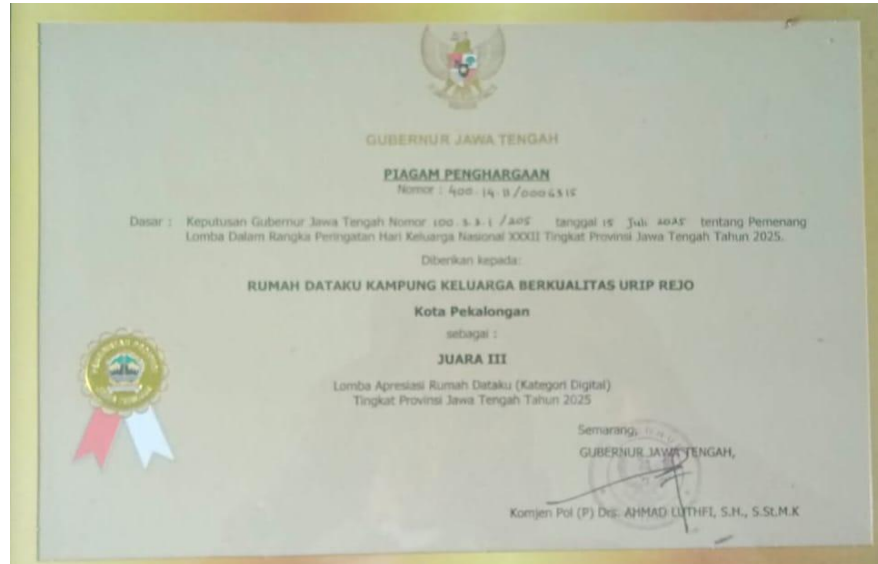 GUBERNUR JAWA TENGAH
PIAGAM PENGHARGAAN
Nomor : 400.14.11/0006315
Dasar : Keputusan Gubernur Jawa Tengah Nomor 100.3.3.1/205 tanggal 15 Juli 2025 tentang Pemenang
Lomba Dalam Rangka Peringatan Hari Keluarga Nasional XXXII Tingkat Provinsi Jawa Tengah Tahun 2025.
Diberikan kepada:
RUMAH DATAKU KAMPUNG KELUARGA BERKUALITAS URIP REJO
Kota Pekalongan
sebagai :
JUARA III
Lomba Apresiasi Rumah Dataku (Kategori Digital)
Tingkat Provinsi Jawa Tengah Tahun 2025
Semarang,
GUBERNUR JAWA TENGAH,
Komjen Pol (P) Drs. AHMAD LUTHFI, S.H., S.St.M.K